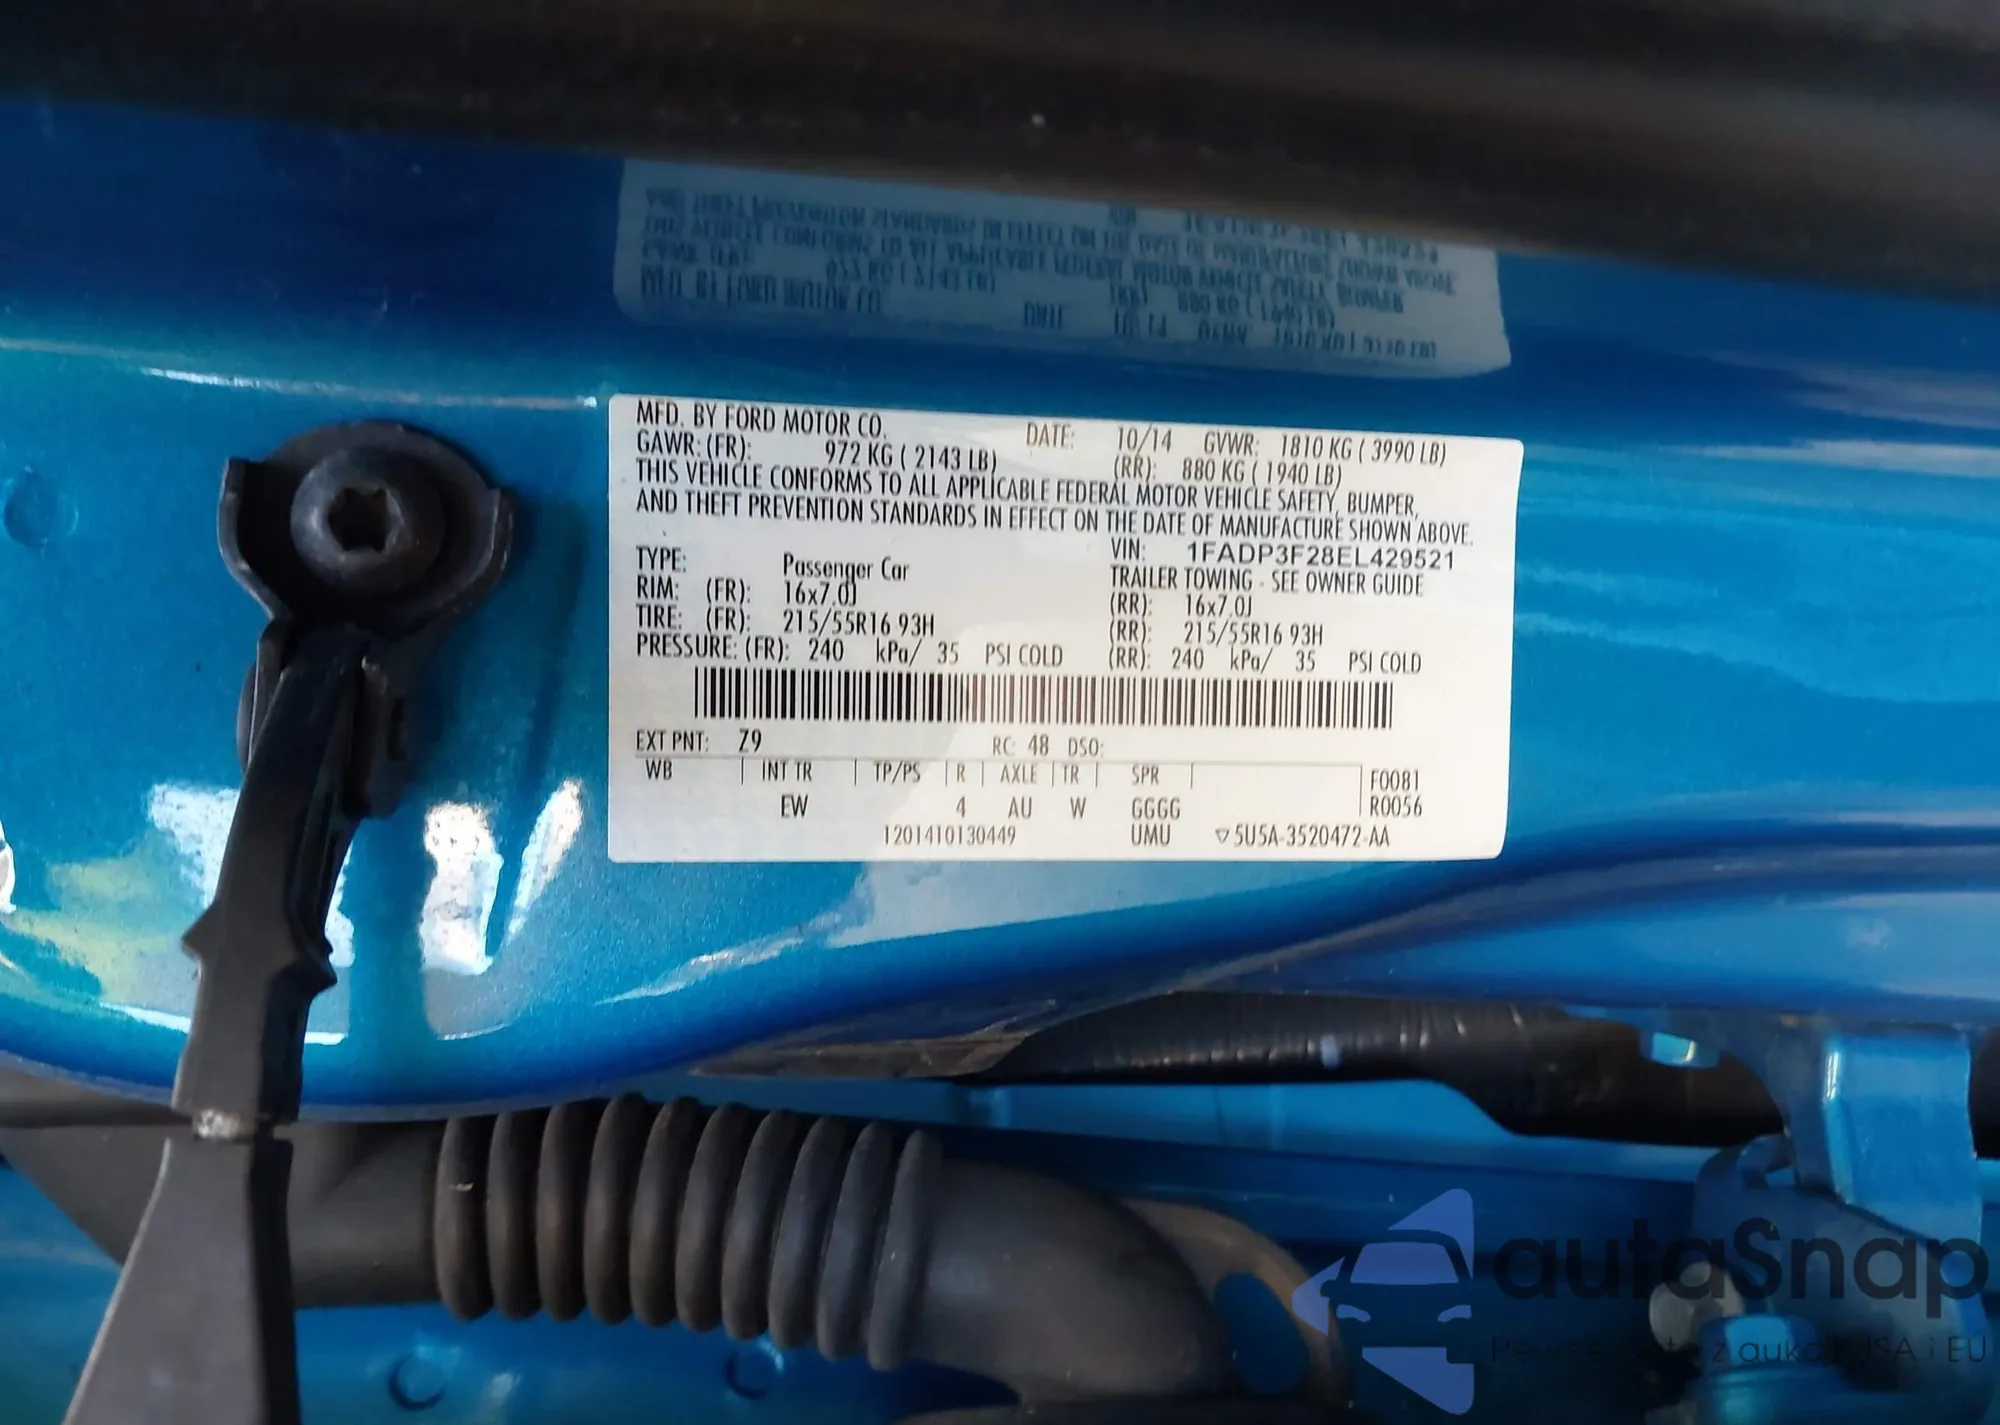 MFD. BY FORD MOTOR CO. DATE: 10/14 GVWR: 1810 KG ( 3990 LB)
GAWR: (FR): 972 KG ( 2143 LB) (RR): 880 KG ( 1940 LB)
THIS VEHICLE CONFORMS TO ALL APPLICABLE FEDERAL MOTOR VEHICLE SAFETY, BUMPER,
AND THEFT PREVENTION STANDARDS IN EFFECT ON THE DATE OF MANUFACTURE SHOWN ABOVE.
VIN: 1FADP3F28EL429521
TYPE: Passenger Car TRAILER TOWING - SEE OWNER GUIDE
RIM: (FR): 16x7.0J (RR): 16x7.0J
TIRE: (FR): 215/55R16 93H (RR): 215/55R16 93H
PRESSURE: (FR): 240 kPa/ 35 PSI COLD (RR): 240 kPa/ 35 PSI COLD
EXT PNT: Z9 RC: 48 DSO:
WB INT TR TP/PS R AXLE TR SPR F0081
EW 4 AU W GGGG R0056
1201410130449 UMU ▽5U5A-3520472-AA
autaSnap
z USA i EU